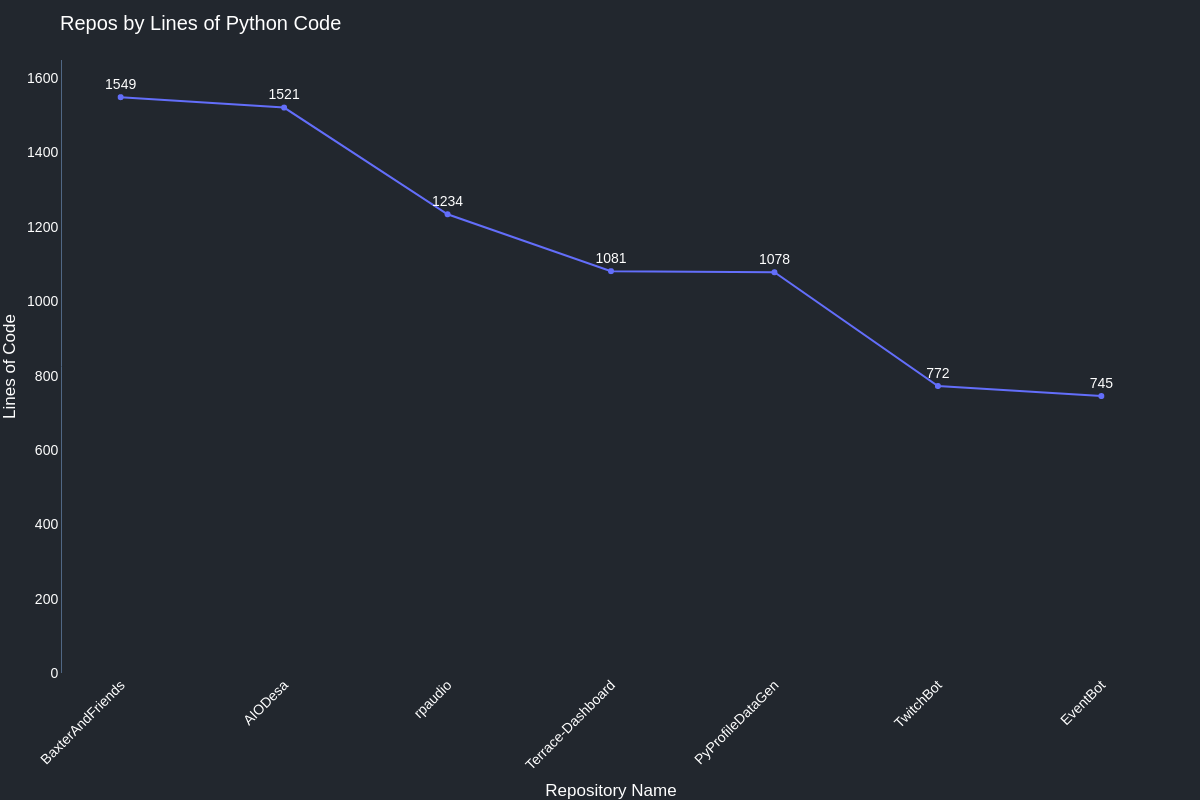 Repos by Lines of Python Code
1600
1400
1200
1000
800
600
400
200
0
Lines of Code
1549
1521
1234
1081
1078
772
745
BaxterAndFriends
AIODesa
rpaudio
Terrace-Dashboard
PyProfileDataGen
TwitchBot
EventBot
Repository Name